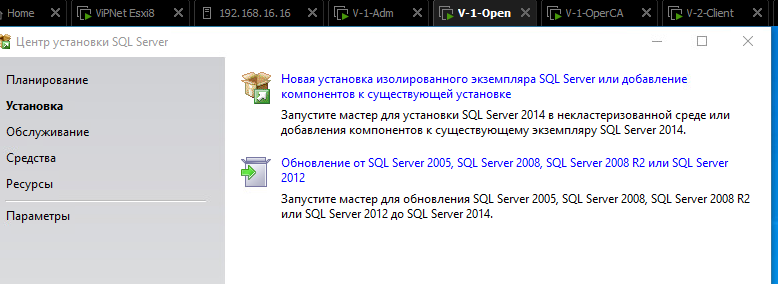 Home ViPNet Esxi8 192.168.16.16 V-1-Adm V-1-Open V-1-OperCA V-2-Client
Центр установки SQL Server
Планирование
Установка
Обслуживание
Средства
Ресурсы
Параметры
Новая установка изолированного экземпляра SQL Server или добавление
компонентов к существующей установке
Запустите мастер для установки SQL Server 2014 в некластеризованной среде или
добавления компонентов к существующему экземпляру SQL Server 2014.
Обновление от SQL Server 2005, SQL Server 2008, SQL Server 2008 R2 или SQL Server
2012
Запустите мастер для обновления SQL Server 2005, SQL Server 2008, SQL Server 2008 R2
или SQL Server 2012 до SQL Server 2014.